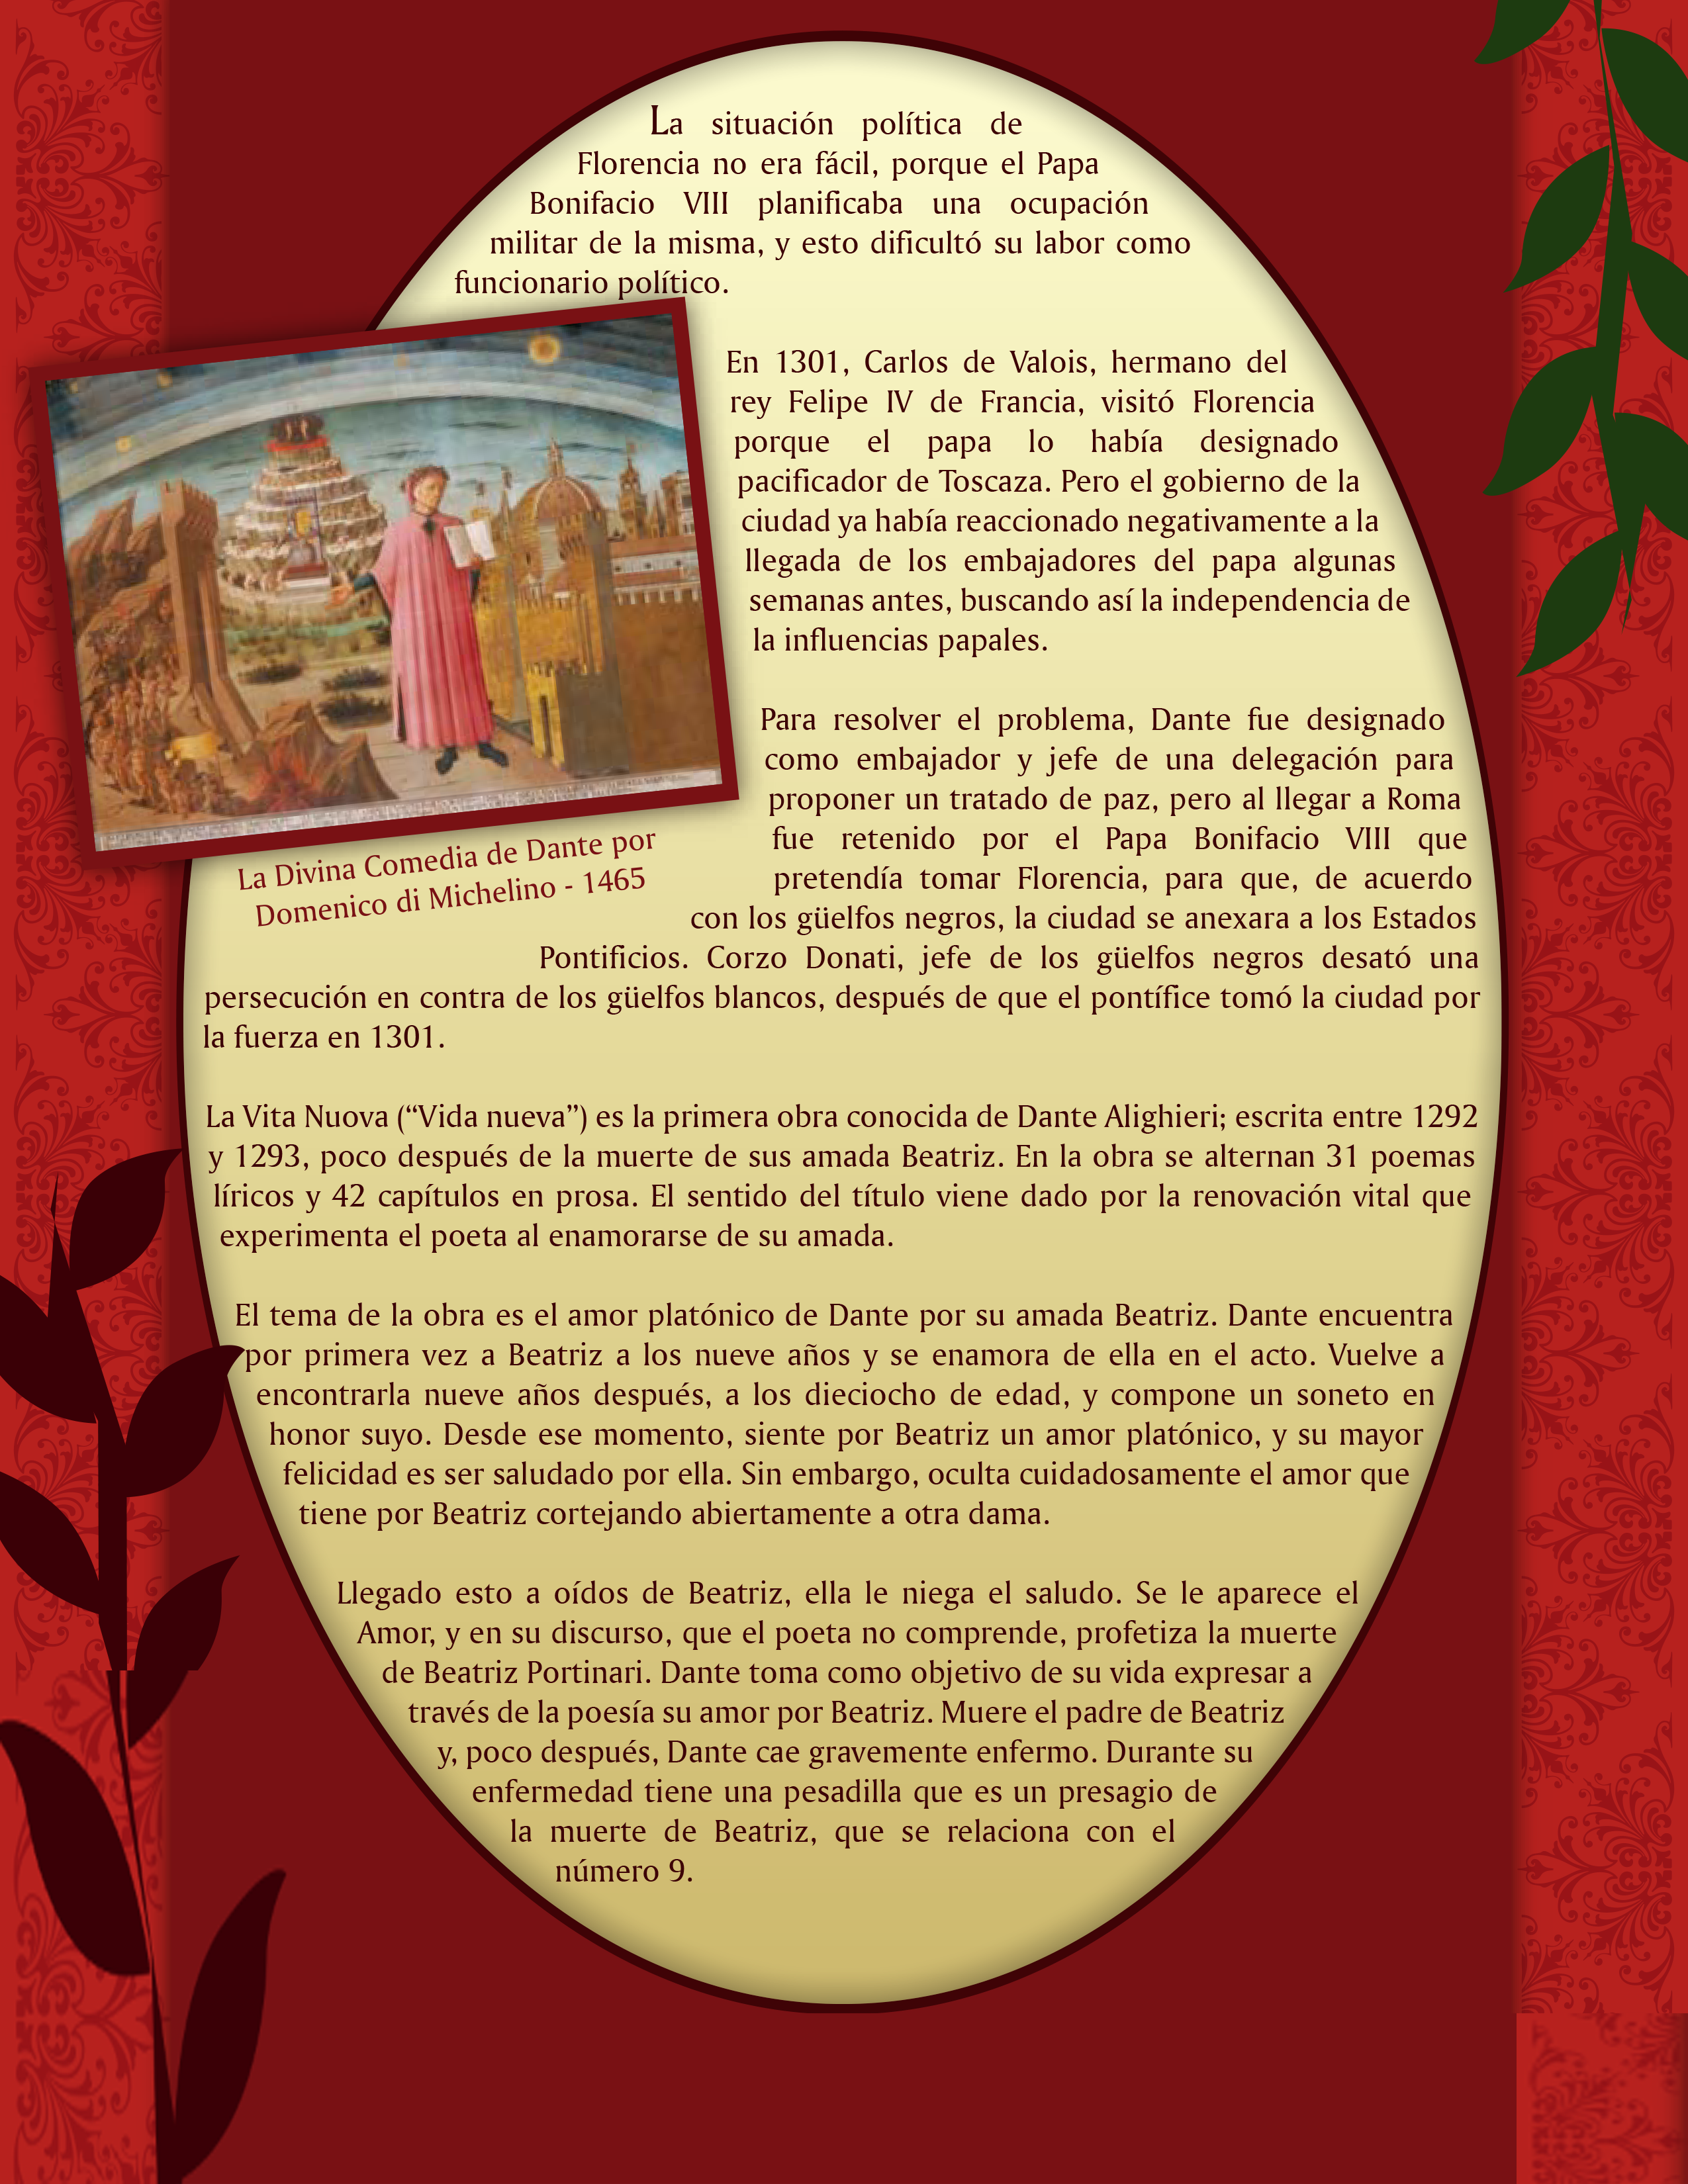 La situación política de
Florencia no era fácil, porque el Papa
Bonifacio VIII planificaba una ocupación
militar de la misma, y esto dificultó su labor como
funcionario político.
En 1301, Carlos de Valois, hermano del
rey Felipe IV de Francia, visitó Florencia
porque el papa lo había designado
pacificador de Toscaza. Pero el gobierno de la
ciudad ya había reaccionado negativamente a la
llegada de los embajadores del papa algunas
semanas antes, buscando así la independencia de
la influencias papales.
Para resolver el problema, Dante fue designado
como embajador y jefe de una delegación para
proponer un tratado de paz, pero al llegar a Roma
fue retenido por el Papa Bonifacio VIII que
pretendía tomar Florencia, para que, de acuerdo
con los güelfos negros, la ciudad se anexara a los Estados
Pontificios. Corzo Donati, jefe de los güelfos negros desató una
persecución en contra de los güelfos blancos, después de que el pontífice tomó la ciudad por
la fuerza en 1301.
La Divina Comedia de Dante por
Domenico di Michelino - 1465
La Vita Nuova (“Vida nueva”) es la primera obra conocida de Dante Alighieri; escrita entre 1292
y 1293, poco después de la muerte de sus amada Beatriz. En la obra se alternan 31 poemas
líricos y 42 capítulos en prosa. El sentido del título viene dado por la renovación vital que
experimenta el poeta al enamorarse de su amada.
El tema de la obra es el amor platónico de Dante por su amada Beatriz. Dante encuentra
por primera vez a Beatriz a los nueve años y se enamora de ella en el acto. Vuelve a
encontrarla nueve años después, a los dieciocho de edad, y compone un soneto en
honor suyo. Desde ese momento, siente por Beatriz un amor platónico, y su mayor
felicidad es ser saludado por ella. Sin embargo, oculta cuidadosamente el amor que
tiene por Beatriz cortejando abiertamente a otra dama.
Llegado esto a oídos de Beatriz, ella le niega el saludo. Se le aparece el
Amor, y en su discurso, que el poeta no comprende, profetiza la muerte
de Beatriz Portinari. Dante toma como objetivo de su vida expresar a
través de la poesía su amor por Beatriz. Muere el padre de Beatriz
y, poco después, Dante cae gravemente enfermo. Durante su
enfermedad tiene una pesadilla que es un presagio de
la muerte de Beatriz, que se relaciona con el
número 9.